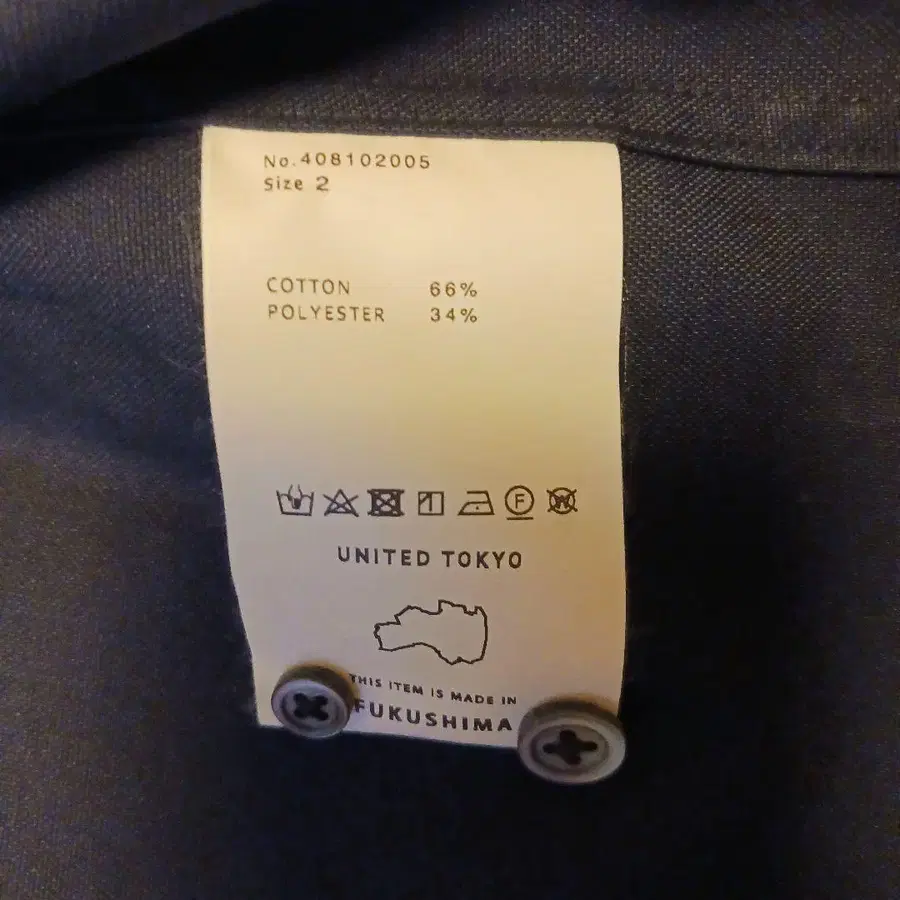 No.408102005
Size 2
COTTON 66%
POLYESTER 34%
F W
UNITED TOKYO
THIS ITEM IS MADE IN
FUKUSHIMA